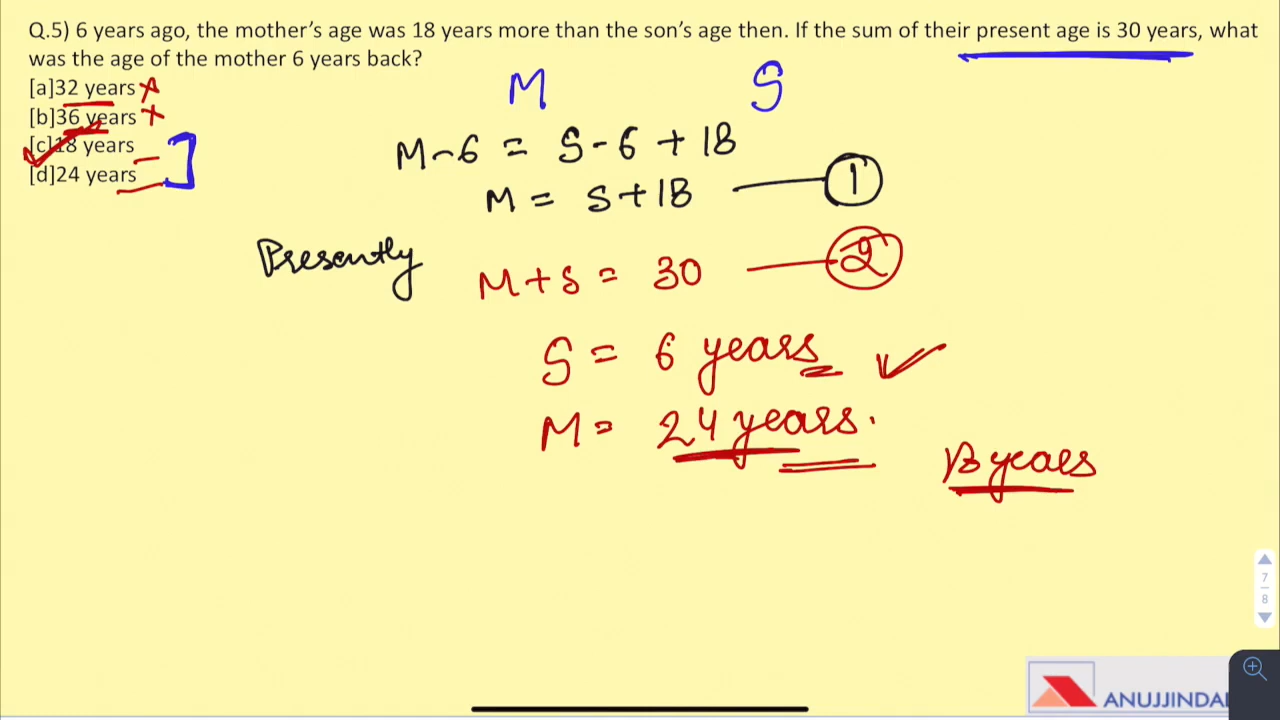 Q.5) 6 years ago, the mother's age was 18 years more than the son's age then. If the sum of their present age is 30 years, what
was the age of the mother 6 years back?
[a]32 years
[b]36 years
[c]18 years
[d]24 years
M S
M-6 = S-6+18
M = S+18 1
Presently
M+S = 30 2
S = 6 years
M = 24 years.
18 years
7
8
ANUJJINDAL